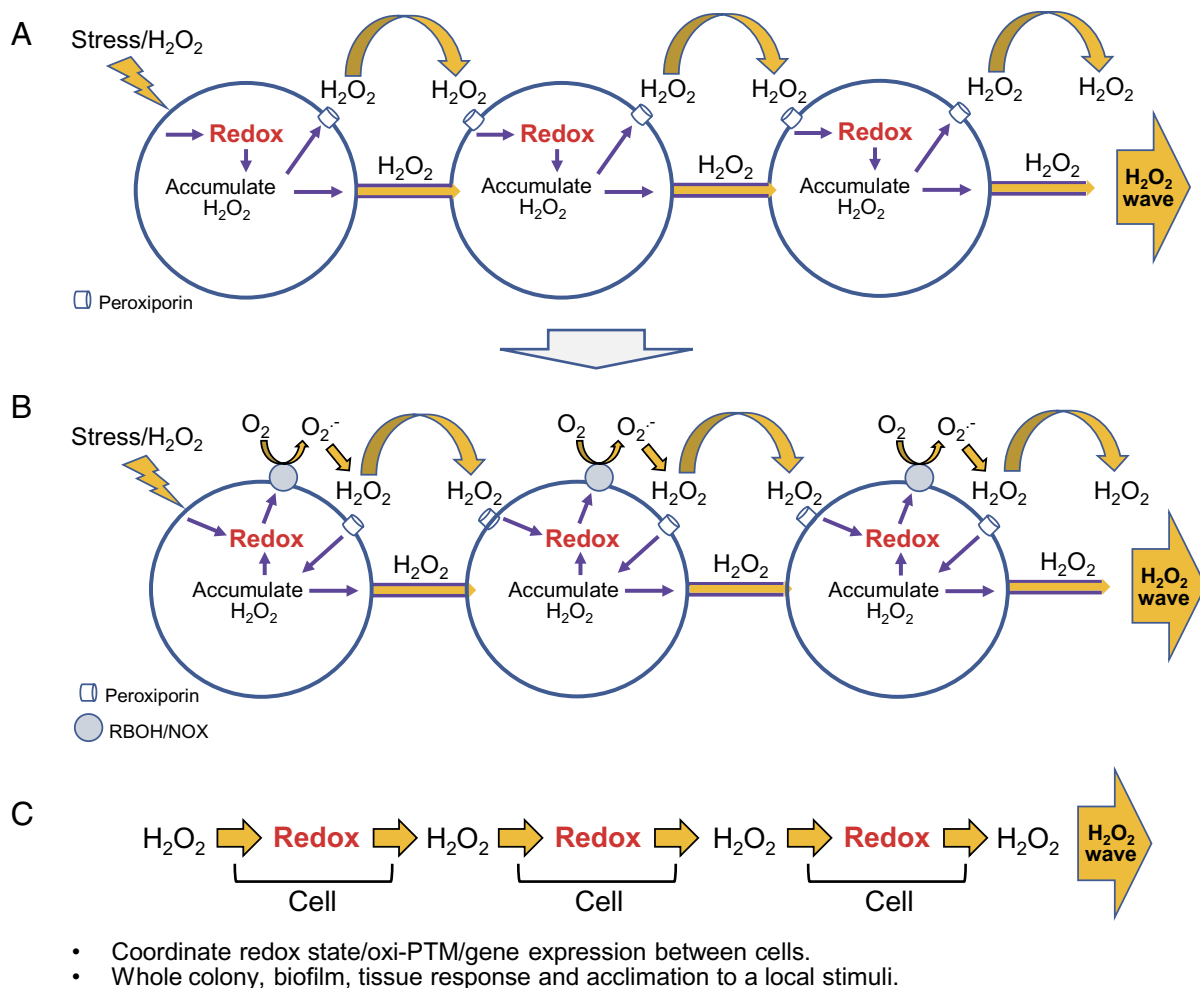 A
Stress/H₂O₂
H₂O₂ H₂O₂ H₂O₂ H₂O₂ H₂O₂ H₂O₂
Redox Redox Redox
H₂O₂ H₂O₂ H₂O₂
Accumulate Accumulate Accumulate
H₂O₂ H₂O₂ H₂O₂
H₂O₂
wave
Peroxiporin
B
Stress/H₂O₂
O₂ O₂·- O₂ O₂·- O₂ O₂·-
H₂O₂ H₂O₂ H₂O₂ H₂O₂ H₂O₂ H₂O₂
Redox Redox Redox
H₂O₂ H₂O₂ H₂O₂
Accumulate Accumulate Accumulate
H₂O₂ H₂O₂ H₂O₂
H₂O₂
wave
Peroxiporin
RBOH/NOX
C
H₂O₂ Redox H₂O₂ Redox H₂O₂ Redox H₂O₂
H₂O₂
wave
Cell Cell Cell
• Coordinate redox state/oxi-PTM/gene expression between cells.
• Whole colony, biofilm, tissue response and acclimation to a local stimuli.